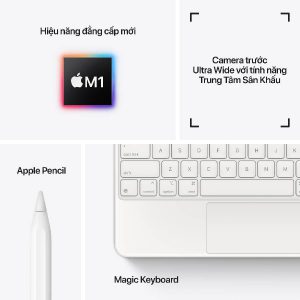 Hiệu năng đẳng cấp mới
M1
Camera trước
Ultra Wide với tính năng
Trung Tâm Sân Khấu
Apple Pencil
Magic Keyboard